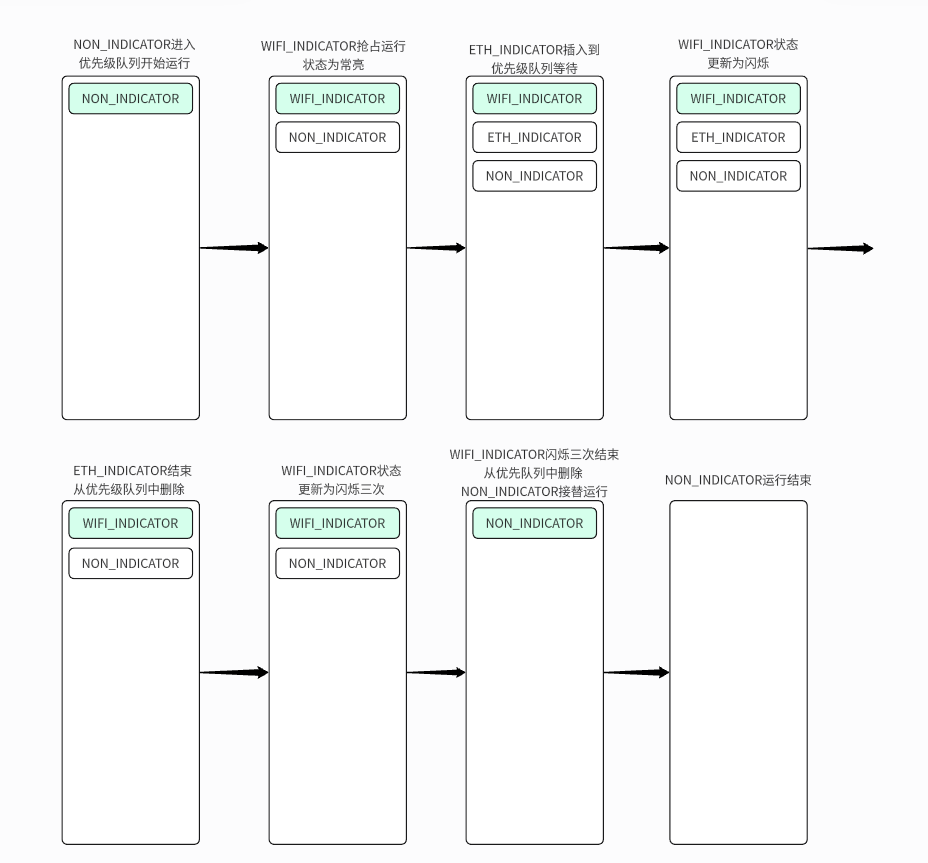 NON_INDICATOR进入
优先级队列开始运行
NON_INDICATOR
WIFI_INDICATOR抢占运行
状态为常亮
WIFI_INDICATOR
NON_INDICATOR
ETH_INDICATOR插入到
优先级队列等待
WIFI_INDICATOR
ETH_INDICATOR
NON_INDICATOR
WIFI_INDICATOR状态
更新为闪烁
WIFI_INDICATOR
ETH_INDICATOR
NON_INDICATOR
ETH_INDICATOR结束
从优先级队列中删除
WIFI_INDICATOR
NON_INDICATOR
WIFI_INDICATOR状态
更新为闪烁三次
WIFI_INDICATOR
NON_INDICATOR
WIFI_INDICATOR闪烁三次结束
从优先队列中删除
NON_INDICATOR接替运行
NON_INDICATOR
NON_INDICATOR运行结束